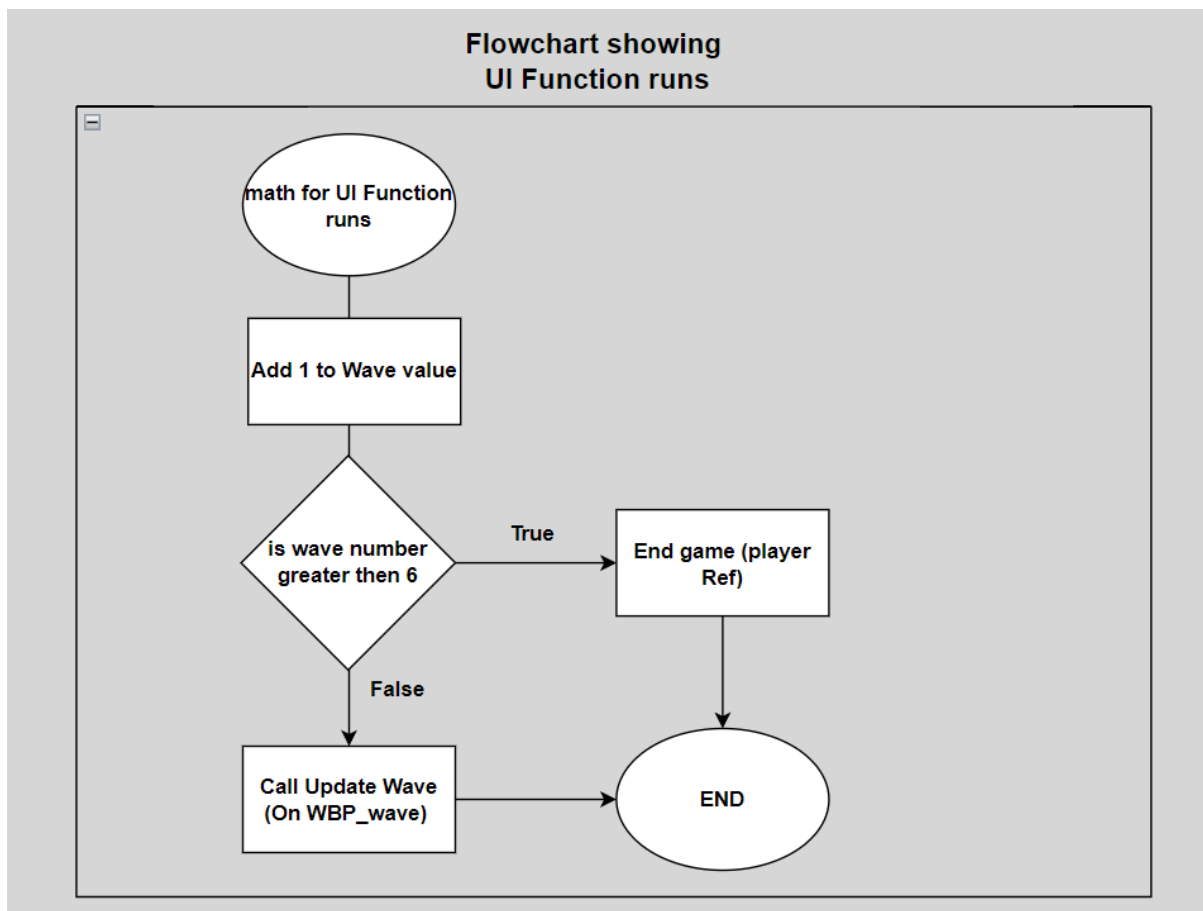 Flowchart showing
UI Function runs
math for UI Function
runs
Add 1 to Wave value
is wave number
greater then 6
True
End game (player
Ref)
False
Call Update Wave
(On WBP_wave)
END